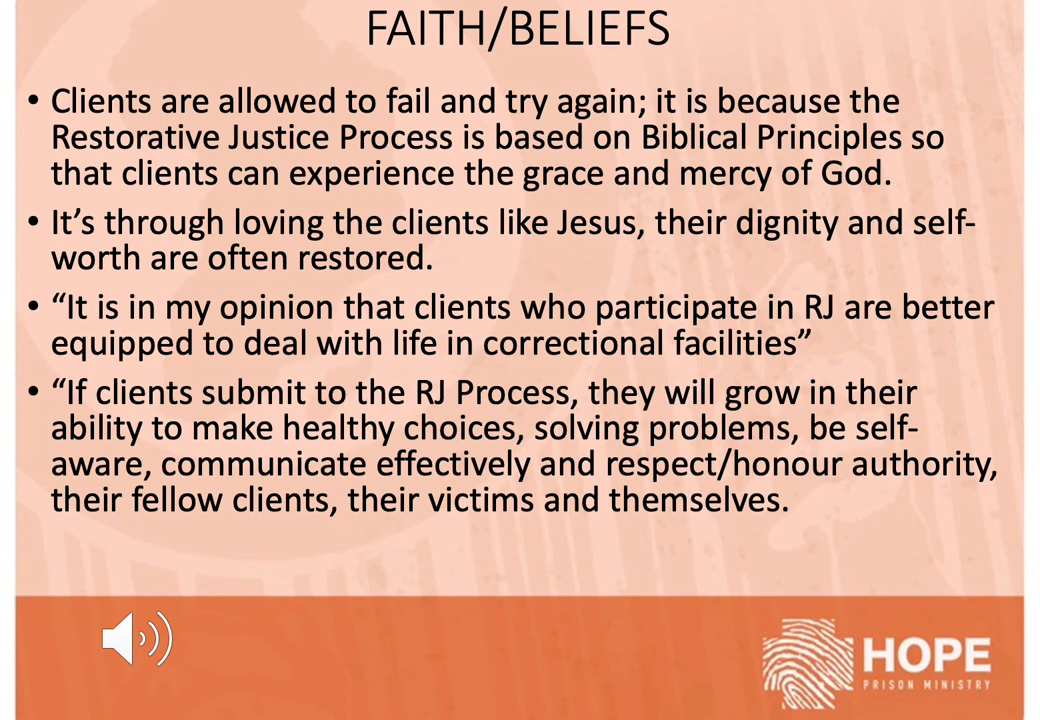 FAITH/BELIEFS
• Clients are allowed to fail and try again; it is because the
Restorative Justice Process is based on Biblical Principles so
that clients can experience the grace and mercy of God.
• It’s through loving the clients like Jesus, their dignity and self-
worth are often restored.
• “It is in my opinion that clients who participate in RJ are better
equipped to deal with life in correctional facilities”
• “If clients submit to the RJ Process, they will grow in their
ability to make healthy choices, solving problems, be self-
aware, communicate effectively and respect/honour authority,
their fellow clients, their victims and themselves.
HOPE
PRISON MINISTRY